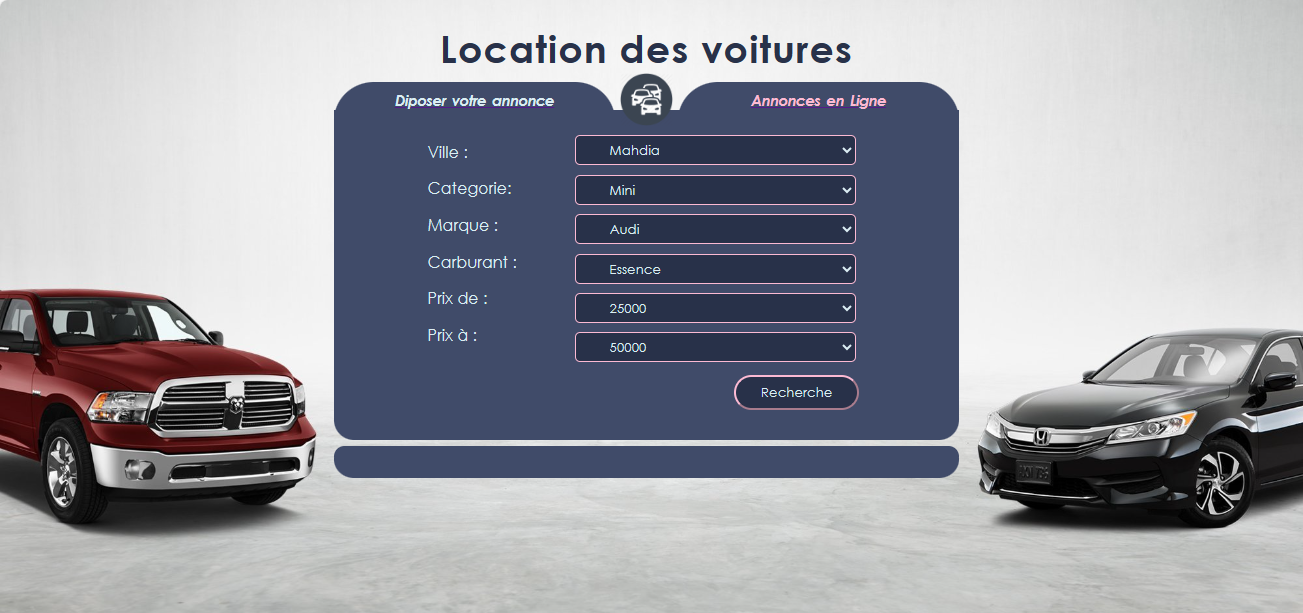 Location des voitures
Diposer votre annonce
Annonces en Ligne
Ville : Mahdia
Categorie: Mini
Marque : Audi
Carburant : Essence
Prix de : 25000
Prix à : 50000
Recherche